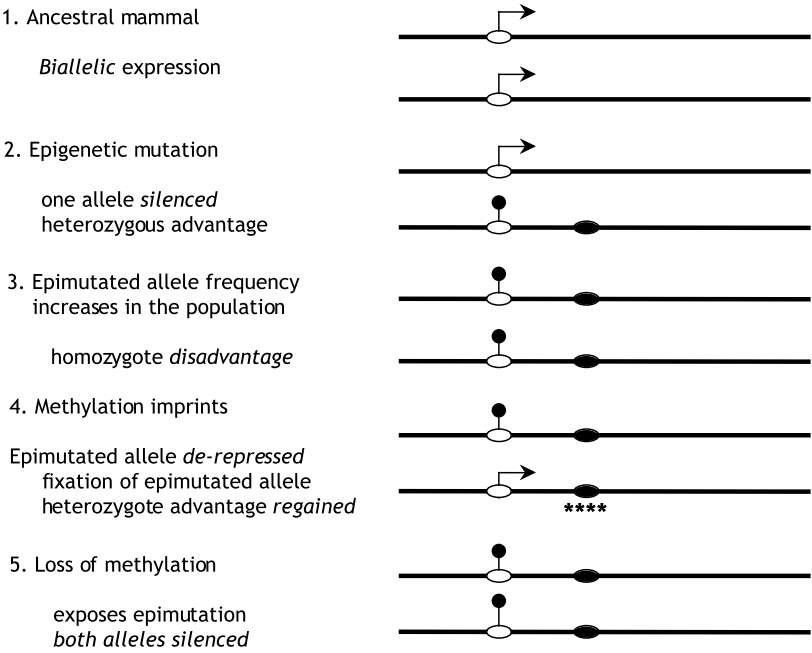 1. Ancestral mammal
Biallelic expression
2. Epigenetic mutation
one allele silenced
heterozygous advantage
3. Epimutated allele frequency
increases in the population
homozygote disadvantage
4. Methylation imprints
Epimutated allele de-repressed
fixation of epimutated allele
heterozygote advantage regained
****
5. Loss of methylation
exposes epimutation
both alleles silenced